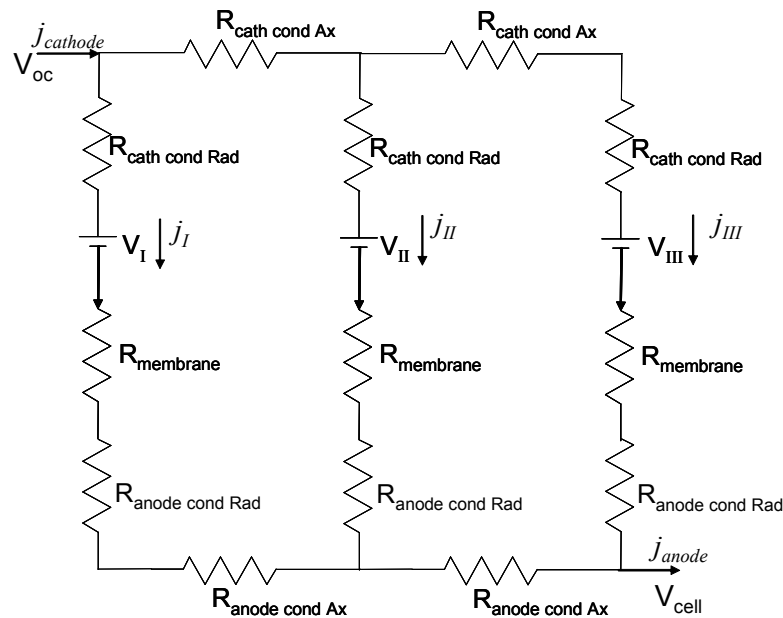 j_cathode
R_cath cond Ax
R_cath cond Ax
V_oc
R_cath cond Rad
R_cath cond Rad
R_cath cond Rad
V_I
j_I
V_II
j_II
V_III
j_III
R_membrane
R_membrane
R_membrane
R_anode cond Rad
R_anode cond Rad
R_anode cond Rad
j_anode
R_anode cond Ax
R_anode cond Ax
V_cell